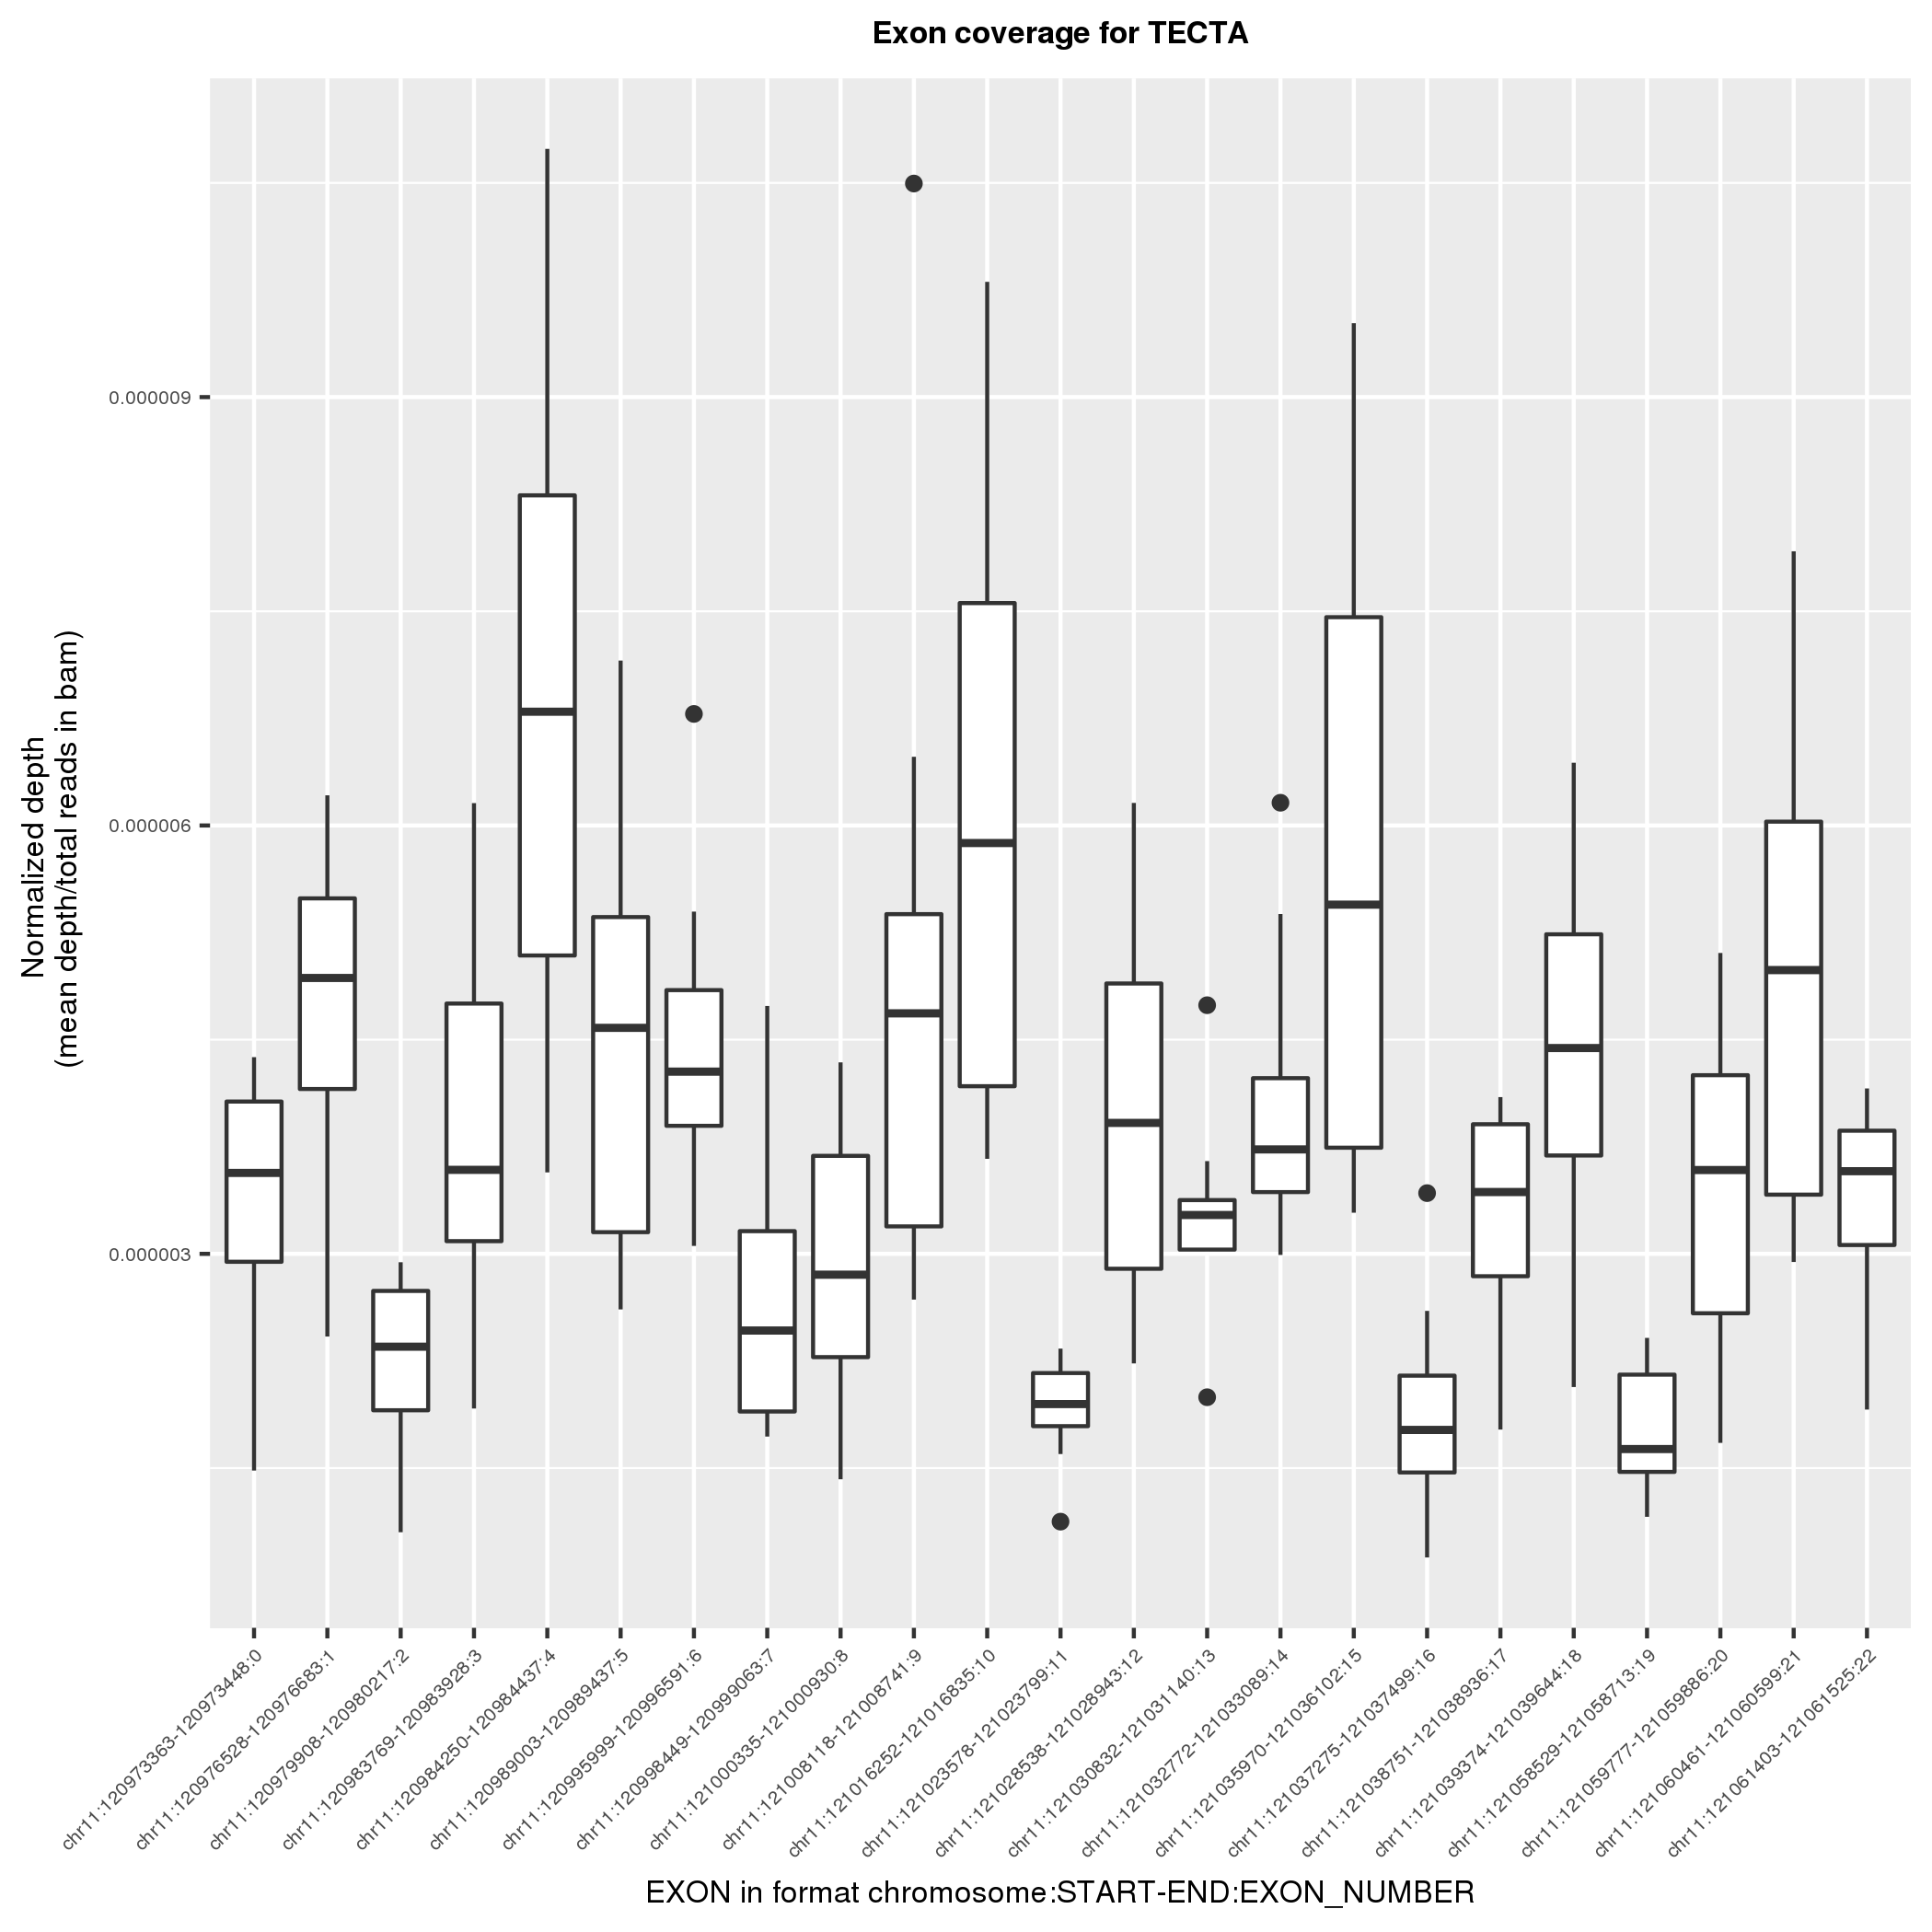 Exon coverage for TECTA
Normalized depth
(mean depth/total reads in bam)
0.000009
0.000006
0.000003
chr11:120973363-120973448:0
chr11:120976528-120976683:1
chr11:120979908-120980217:2
chr11:120983769-120983928:3
chr11:120984250-120984437:4
chr11:120989003-120989437:5
chr11:120995999-120996591:6
chr11:120998449-120999063:7
chr11:121000335-121000930:8
chr11:121008118-121008741:9
chr11:121016252-121016835:10
chr11:121023578-121023799:11
chr11:121028538-121028943:12
chr11:121030832-121031140:13
chr11:121032772-121033089:14
chr11:121035970-121036102:15
chr11:121037275-121037499:16
chr11:121038751-121038936:17
chr11:121039374-121039644:18
chr11:121058529-121058713:19
chr11:121059777-121059886:20
chr11:121060461-121060599:21
chr11:121061403-121061525:22
EXON in format chromosome:START-END:EXON_NUMBER